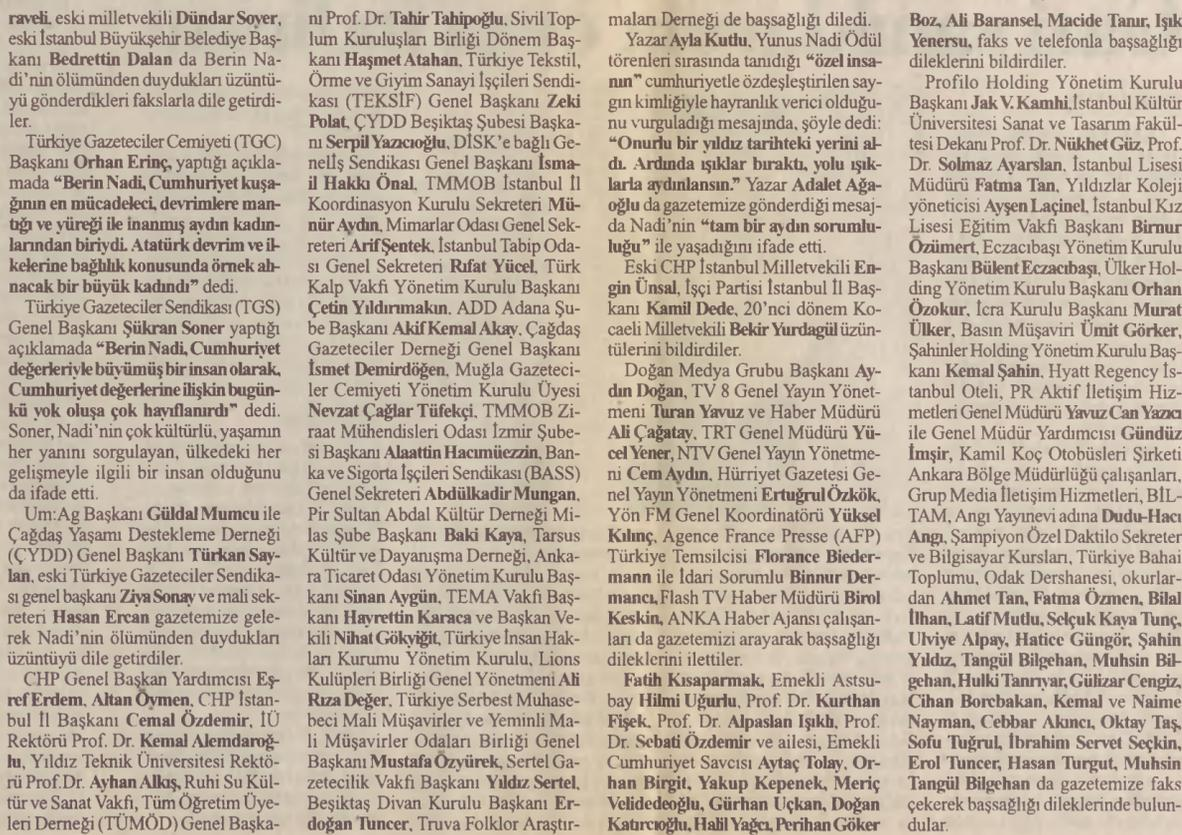 raveli, eski milletvekili Dündar Soyer,
eski İstanbul Büyükşehir Belediye Baş-
kanı Bedrettin Dalan da Berin Na-
di'nin ölümünden duydukları üzüntü-
yü gönderdikleri fakslarla dile getirdi-
ler.
Türkiye Gazeteciler Cemiyeti (TGC)
Başkanı Orhan Erinç, yaptığı açıkla-
mada “Berin Nadi, Cumhuriyet kuşa-
ğının en mücadeleci, devrimlere man-
tığı ve yüreği ile inanmış aydın kadın-
larından biriydi. Atatürk devrim ve il-
kelerine bağlılık konusunda örnek alı-
nacak bir büyük kadındı” dedi.
Türkiye Gazeteciler Sendikası (TGS)
Genel Başkanı Şükran Soner yaptığı
açıklamada “Berin Nadi, Cumhuriyet
değerleriyle büyümüş bir insan olarak,
Cumhuriyet değerlerine ilişkin bugün-
kü yok oluşa çok hayıflanırdı” dedi.
Soner, Nadi'nin çok kültürlü, yaşamın
her yanını sorgulayan, ülkedeki her
gelişmeyle ilgili bir insan olduğunu
da ifade etti.
Um:Ag Başkanı Güldal Mumcu ile
Çağdaş Yaşamı Destekleme Derneği
(ÇYDD) Genel Başkanı Türkan Say-
lan, eski Türkiye Gazeteciler Sendika-
sı genel başkanı Ziya Sonay ve mali sek-
reteri Hasan Ercan gazetemize gele-
rek Nadi'nin ölümünden duydukları
üzüntüyü dile getirdiler.
CHP Genel Başkan Yardımcısı Eş-
ref Erdem, Altan Öymen, CHP İstan-
bul İl Başkanı Cemal Özdemir, İÜ
Rektörü Prof. Dr. Kemal Alemdaroğ-
lu, Yıldız Teknik Üniversitesi Rektö-
rü Prof.Dr. Ayhan Alkış, Ruhi Su Kül-
tür ve Sanat Vakfı, Tüm Öğretim Üye-
leri Derneği (TÜMÖD) Genel Başka-
nı Prof. Dr. Tahir Tahipoğlu, Sivil Top-
lum Kuruluşları Birliği Dönem Baş-
kanı Haşmet Atahan, Türkiye Tekstil,
Örme ve Giyim Sanayi İşçileri Sendi-
kası (TEKSİF) Genel Başkanı Zeki
Polat, ÇYDD Beşiktaş Şubesi Başka-
nı Serpil Yazıcıoğlu, DİSK'e bağlı Ge-
nelİş Sendikası Genel Başkanı İsma-
il Hakkı Önal, TMMOB İstanbul İl
Koordinasyon Kurulu Sekreteri Mü-
nür Aydın, Mimarlar Odası Genel Sek-
reteri Arif Şentek, İstanbul Tabip Oda-
sı Genel Sekreteri Rıfat Yücel, Türk
Kalp Vakfı Yönetim Kurulu Başkanı
Çetin Yıldırımakın, ADD Adana Şu-
be Başkanı Akif Kemal Akay, Çağdaş
Gazeteciler Derneği Genel Başkanı
İsmet Demirdöğen, Muğla Gazeteci-
ler Cemiyeti Yönetim Kurulu Üyesi
Nevzat Çağlar Tüfekçi, TMMOB Zi-
raat Mühendisleri Odası İzmir Şube-
si Başkanı Alaattin Hacımüezzin, Ban-
ka ve Sigorta İşçileri Sendikası (BASS)
Genel Sekreteri Abdülkadir Mungan,
Pir Sultan Abdal Kültür Derneği Mi-
las Şube Başkanı Baki Kaya, Tarsus
Kültür ve Dayanışma Derneği, Anka-
ra Ticaret Odası Yönetim Kurulu Baş-
kanı Sinan Aygün, TEMA Vakfı Baş-
kanı Hayrettin Karaca ve Başkan Ve-
kili Nihat Gökyiğit, Türkiye İnsan Hak-
ları Kurumu Yönetim Kurulu, Lions
Kulüpleri Birliği Genel Yönetmeni Ali
Rıza Değer, Türkiye Serbest Muhase-
beci Mali Müşavirler ve Yeminli Ma-
li Müşavirler Odaları Birliği Genel
Başkanı Mustafa Özyürek, Sertel Ga-
zetecilik Vakfı Başkanı Yıldız Sertel,
Beşiktaş Divan Kurulu Başkanı Er-
doğan Tuncer, Truva Folklor Araştır-
maları Derneği de başsağlığı diledi.
Yazar Ayla Kutlu, Yunus Nadi Ödül
törenleri sırasında tanıdığı “özel insa-
nın” cumhuriyetle özdeşleştirilen say-
gın kimliğiyle hayranlık verici olduğu-
nu vurguladığı mesajında, şöyle dedi:
“Onurlu bir yıldız tarihteki yerini al-
dı. Ardında ışıklar bıraktı, yolu ışık-
larla aydınlansın.” Yazar Adalet Ağa-
oğlu da gazetemize gönderdiği mesaj-
da Nadi'nin “tam bir aydın sorumlu-
luğu” ile yaşadığını ifade etti.
Eski CHP İstanbul Milletvekili En-
gin Ünsal, İşçi Partisi İstanbul İl Baş-
kanı Kamil Dede, 20'nci dönem Ko-
caeli Milletvekili Bekir Yurdagül üzün-
tülerini bildirdiler.
Doğan Medya Grubu Başkanı Ay-
dın Doğan, TV 8 Genel Yayın Yönet-
meni Turan Yavuz ve Haber Müdürü
Ali Çağatay, TRT Genel Müdürü Yü-
cel Yener, NTV Genel Yayın Yönetme-
ni Cem Aydın, Hürriyet Gazetesi Ge-
nel Yayın Yönetmeni Ertuğrul Özkök,
Yön FM Genel Koordinatörü Yüksel
Kılınç, Agence France Presse (AFP)
Türkiye Temsilcisi Florance Bieder-
mann ile İdari Sorumlu Binnur Der-
mancı, Flash TV Haber Müdürü Birol
Keskin, ANKA Haber Ajansı çalışan-
ları da gazetemizi arayarak başsağlığı
dileklerini ilettiler.
Fatih Kısaparmak, Emekli Astsu-
bay Hilmi Uğurlu, Prof. Dr. Kurthan
Fişek, Prof. Dr. Alpaslan Işıklı, Prof.
Dr. Sebati Özdemir ve ailesi, Emekli
Cumhuriyet Savcısı Aytaç Tolay, Or-
han Birgit, Yakup Kepenek, Meriç
Velidedeoğlu, Gürhan Uçkan, Doğan
Katırcıoğlu, Halil Yağcı, Perihan Göker
Boz, Ali Baransel, Macide Tanır, Işık
Yenersu, faks ve telefonla başsağlığı
dileklerini bildirdiler.
Profilo Holding Yönetim Kurulu
Başkanı Jak V. Kamhi, İstanbul Kültür
Üniversitesi Sanat ve Tasarım Fakül-
tesi Dekanı Prof. Dr. Nükhet Güz, Prof.
Dr. Solmaz Ayarslan, İstanbul Lisesi
Müdürü Fatma Tan, Yıldızlar Koleji
yöneticisi Ayşen Laçinel, İstanbul Kız
Lisesi Eğitim Vakfı Başkanı Birnur
Özümert, Eczacıbaşı Yönetim Kurulu
Başkanı Bülent Eczacıbaşı, Ülker Hol-
ding Yönetim Kurulu Başkanı Orhan
Özokur, İcra Kurulu Başkanı Murat
Ülker, Basın Müşaviri Ümit Görker,
Şahinler Holding Yönetim Kurulu Baş-
kanı Kemal Şahin, Hyatt Regency İs-
tanbul Oteli, PR Aktif İletişim Hiz-
metleri Genel Müdürü Yavuz Can Yazıcı
ile Genel Müdür Yardımcısı Gündüz
İmşir, Kamil Koç Otobüsleri Şirketi
Ankara Bölge Müdürlüğü çalışanları,
Grup Media İletişim Hizmetleri, BİL-
TAM, Angı Yayınevi adına Dudu-Hacı
Angı, Şampiyon Özel Daktilo Sekreter
ve Bilgisayar Kursları, Türkiye Bahai
Toplumu, Odak Dershanesi, okurlar-
dan Ahmet Tan, Fatma Özmen, Bilal
İlhan, Latif Mutlu, Selçuk Kaya Tunç,
Ulviye Alpay, Hatice Güngör, Şahin
Yıldız, Tangül Bilgehan, Muhsin Bil-
gehan, Hulki Tanrıyar, Gülizar Cengiz,
Cihan Borcbakan, Kemal ve Naime
Nayman, Cebbar Akıncı, Oktay Taş,
Sofu Tuğrul, İbrahim Servet Seçkin,
Erol Tuncer, Hasan Turgut, Muhsin
Tangül Bilgehan da gazetemize faks
çekerek başsağlığı dileklerinde bulun-
dular.